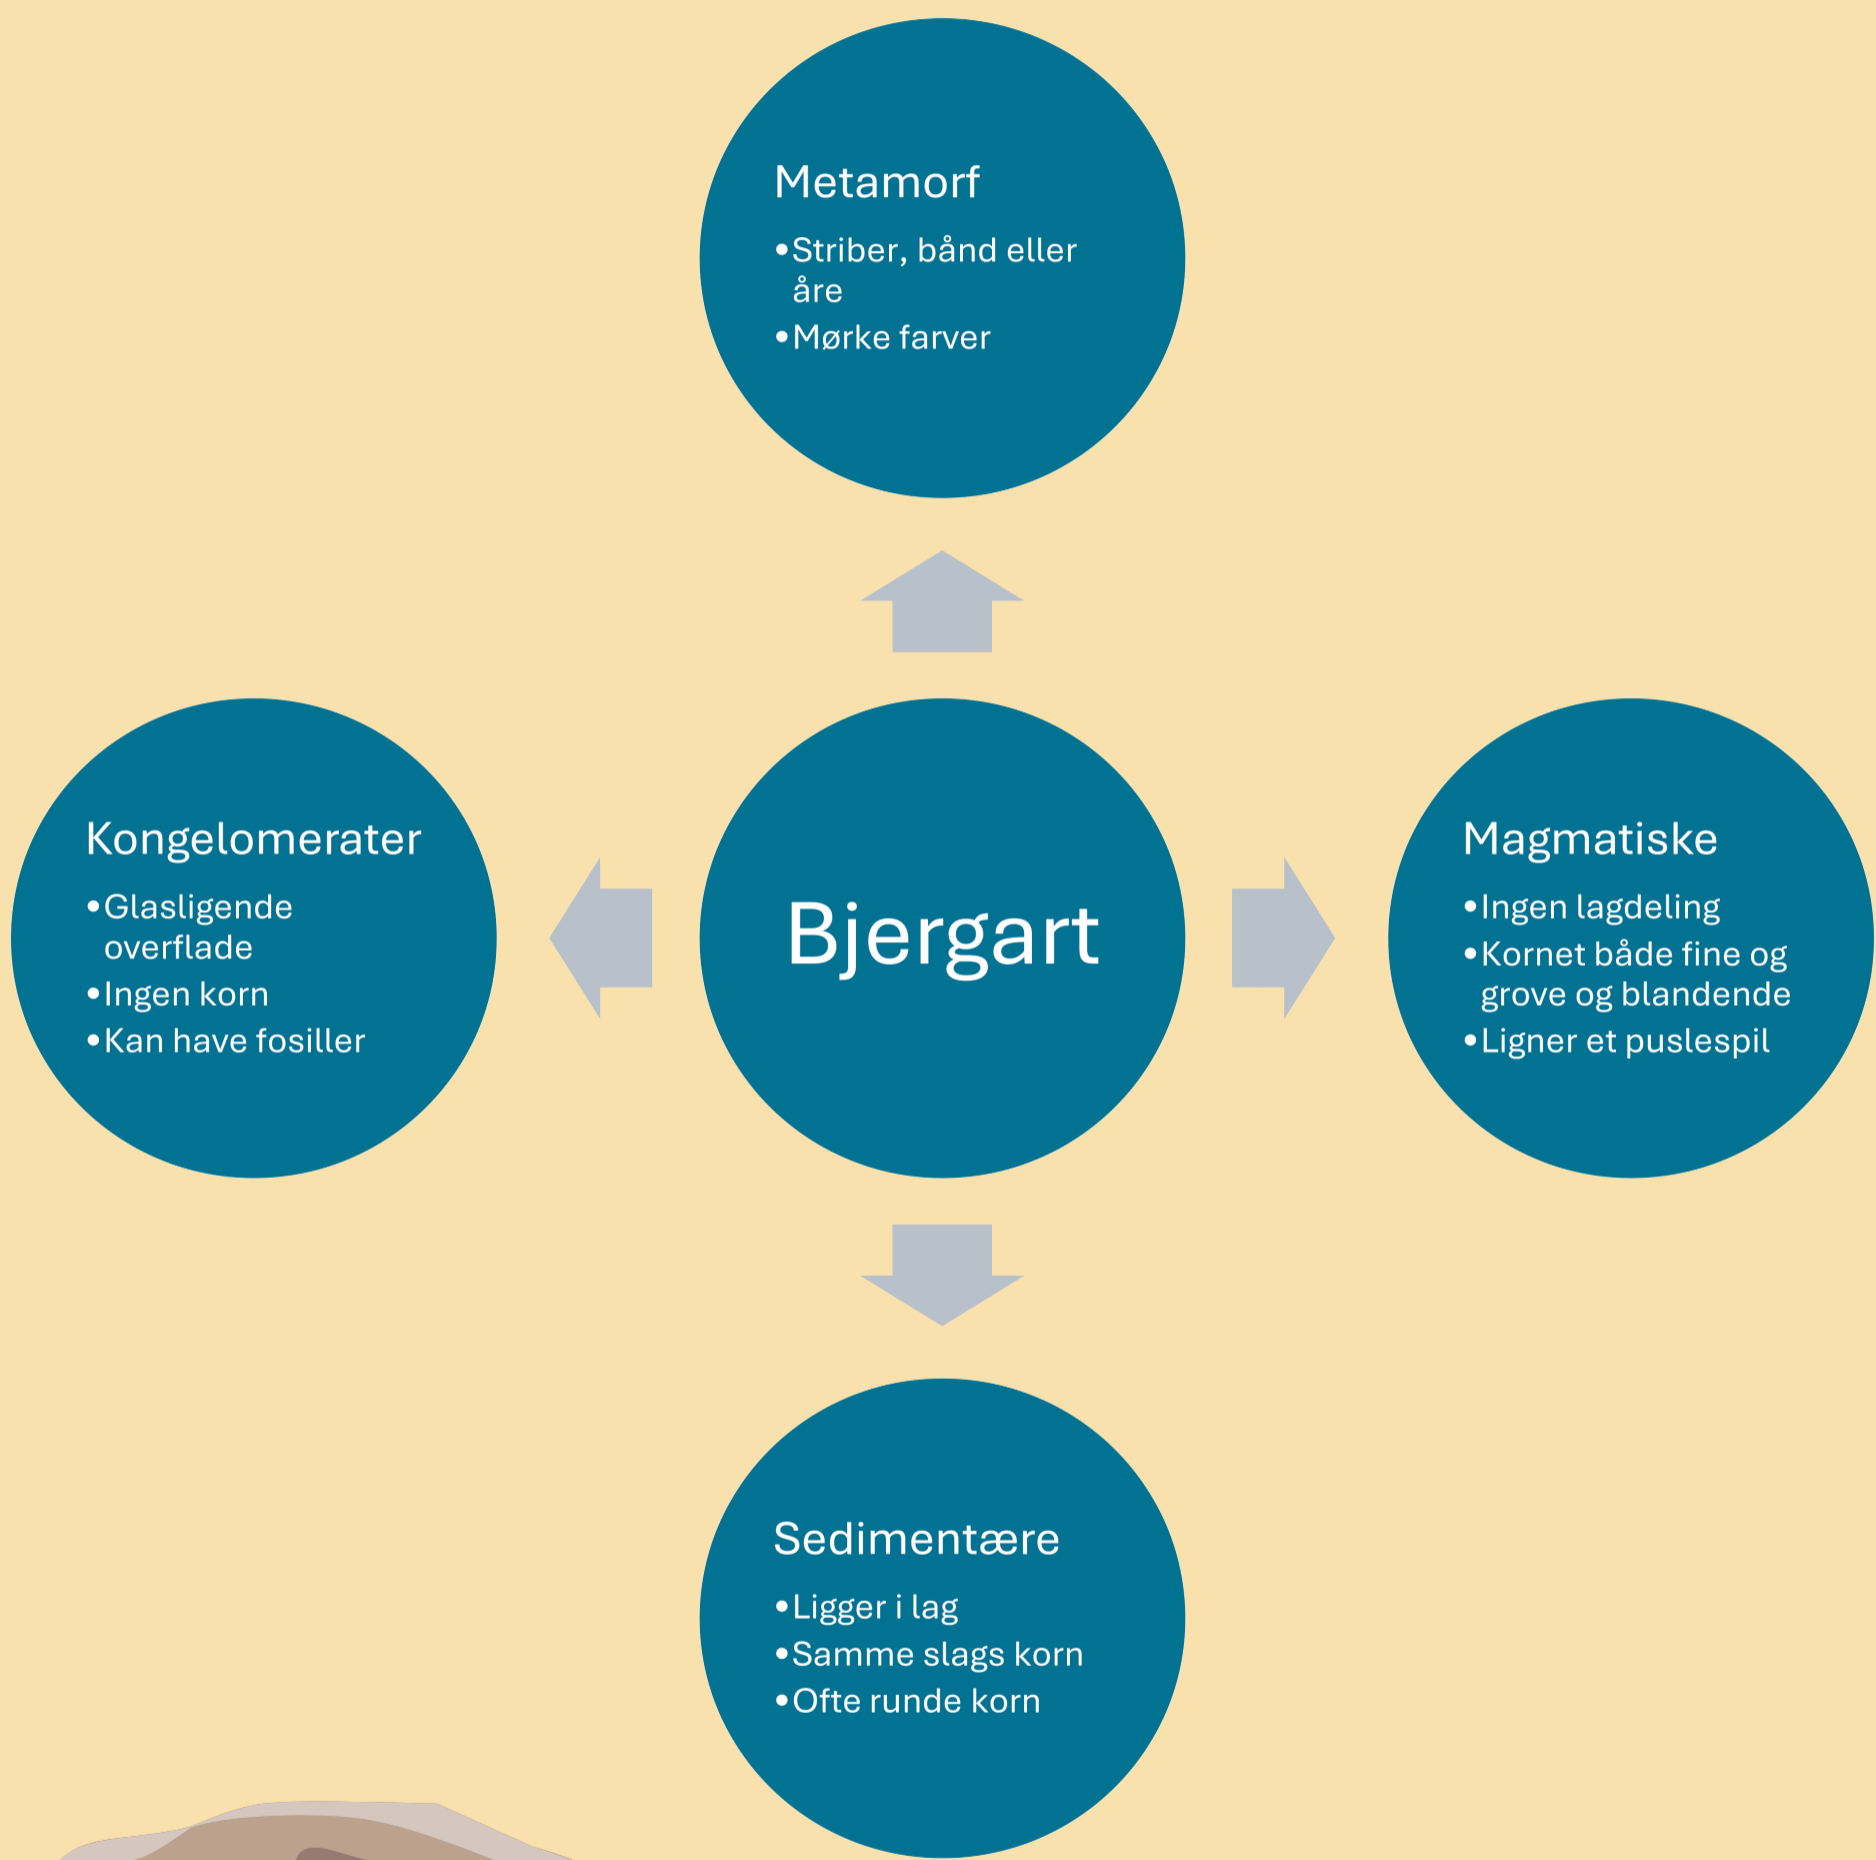 Metamorf
•Striber, bånd eller
åre
•Mørke farver
Kongelomerater
•Glasligende
overflade
•Ingen korn
•Kan have fosiller
Bjergart
Magmatiske
•Ingen lagdeling
•Kornet både fine og
grove og blandende
•Ligner et puslespil
Sedimentære
•Ligger i lag
•Samme slags korn
•Ofte runde korn